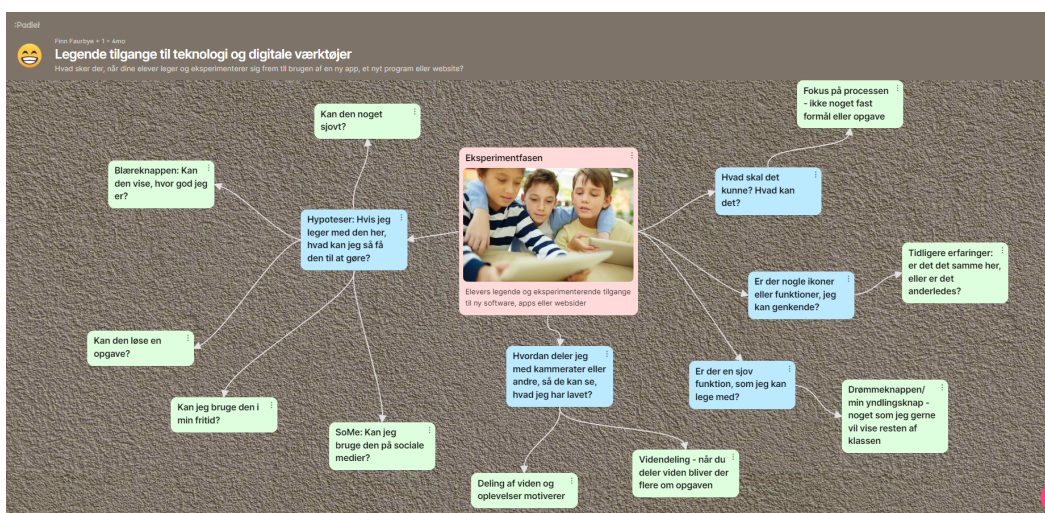 :Padlet
Finn Faurbye • 1 • 4mo
Legende tilgange til teknologi og digitale værktøjer
Hvad sker der, når dine elever leger og eksperimenterer sig frem til brugen af en ny app, et nyt program eller website?
Kan den noget
sjovt?
Blæreknappen: Kan
den vise, hvor god jeg
er?
Hypoteser: Hvis jeg
leger med den her,
hvad kan jeg så få
den til at gøre?
Kan den løse en
opgave?
Kan jeg bruge den i
min fritid?
SoMe: Kan jeg
bruge den på sociale
medier?
Eksperimentfasen
Elevers legende og eksperimenterende tilgange
til ny software, apps eller websider
Hvordan deler jeg
med kammerater eller
andre, så de kan se,
hvad jeg har lavet?
Deling af viden og
oplevelser motiverer
Videndeling - når du
deler viden bliver der
flere om opgaven
Fokus på processen
- ikke noget fast
formål eller opgave
Hvad skal det
kunne? Hvad kan
det?
Er der nogle ikoner
eller funktioner, jeg
kan genkende?
Tidligere erfaringer:
er det det samme her,
eller er det
anderledes?
Er der en sjov
funktion, som jeg kan
lege med?
Drømmeknappen/
min yndlingsknap -
noget som jeg gerne
vil vise resten af
klassen